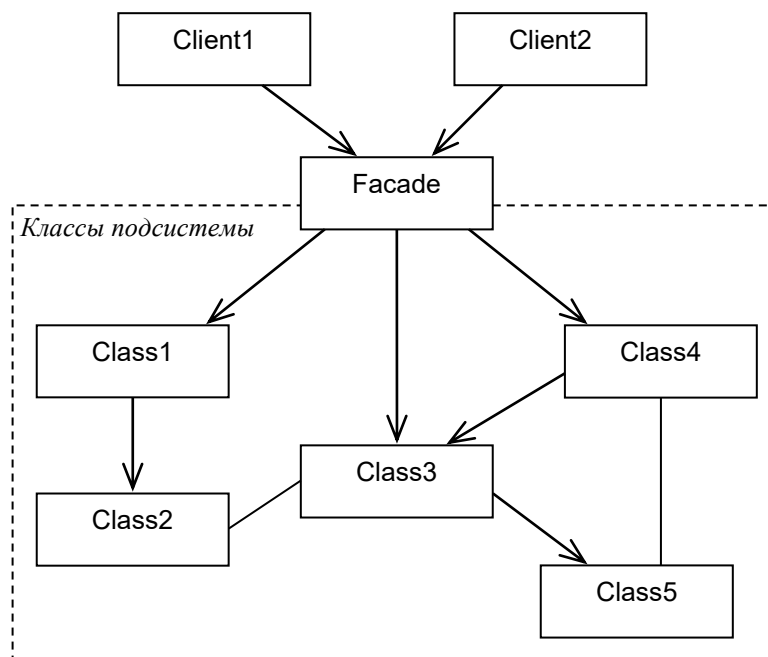 Client1
Client2
Facade
Классы подсистемы
Class1
Class4
Class3
Class2
Class5